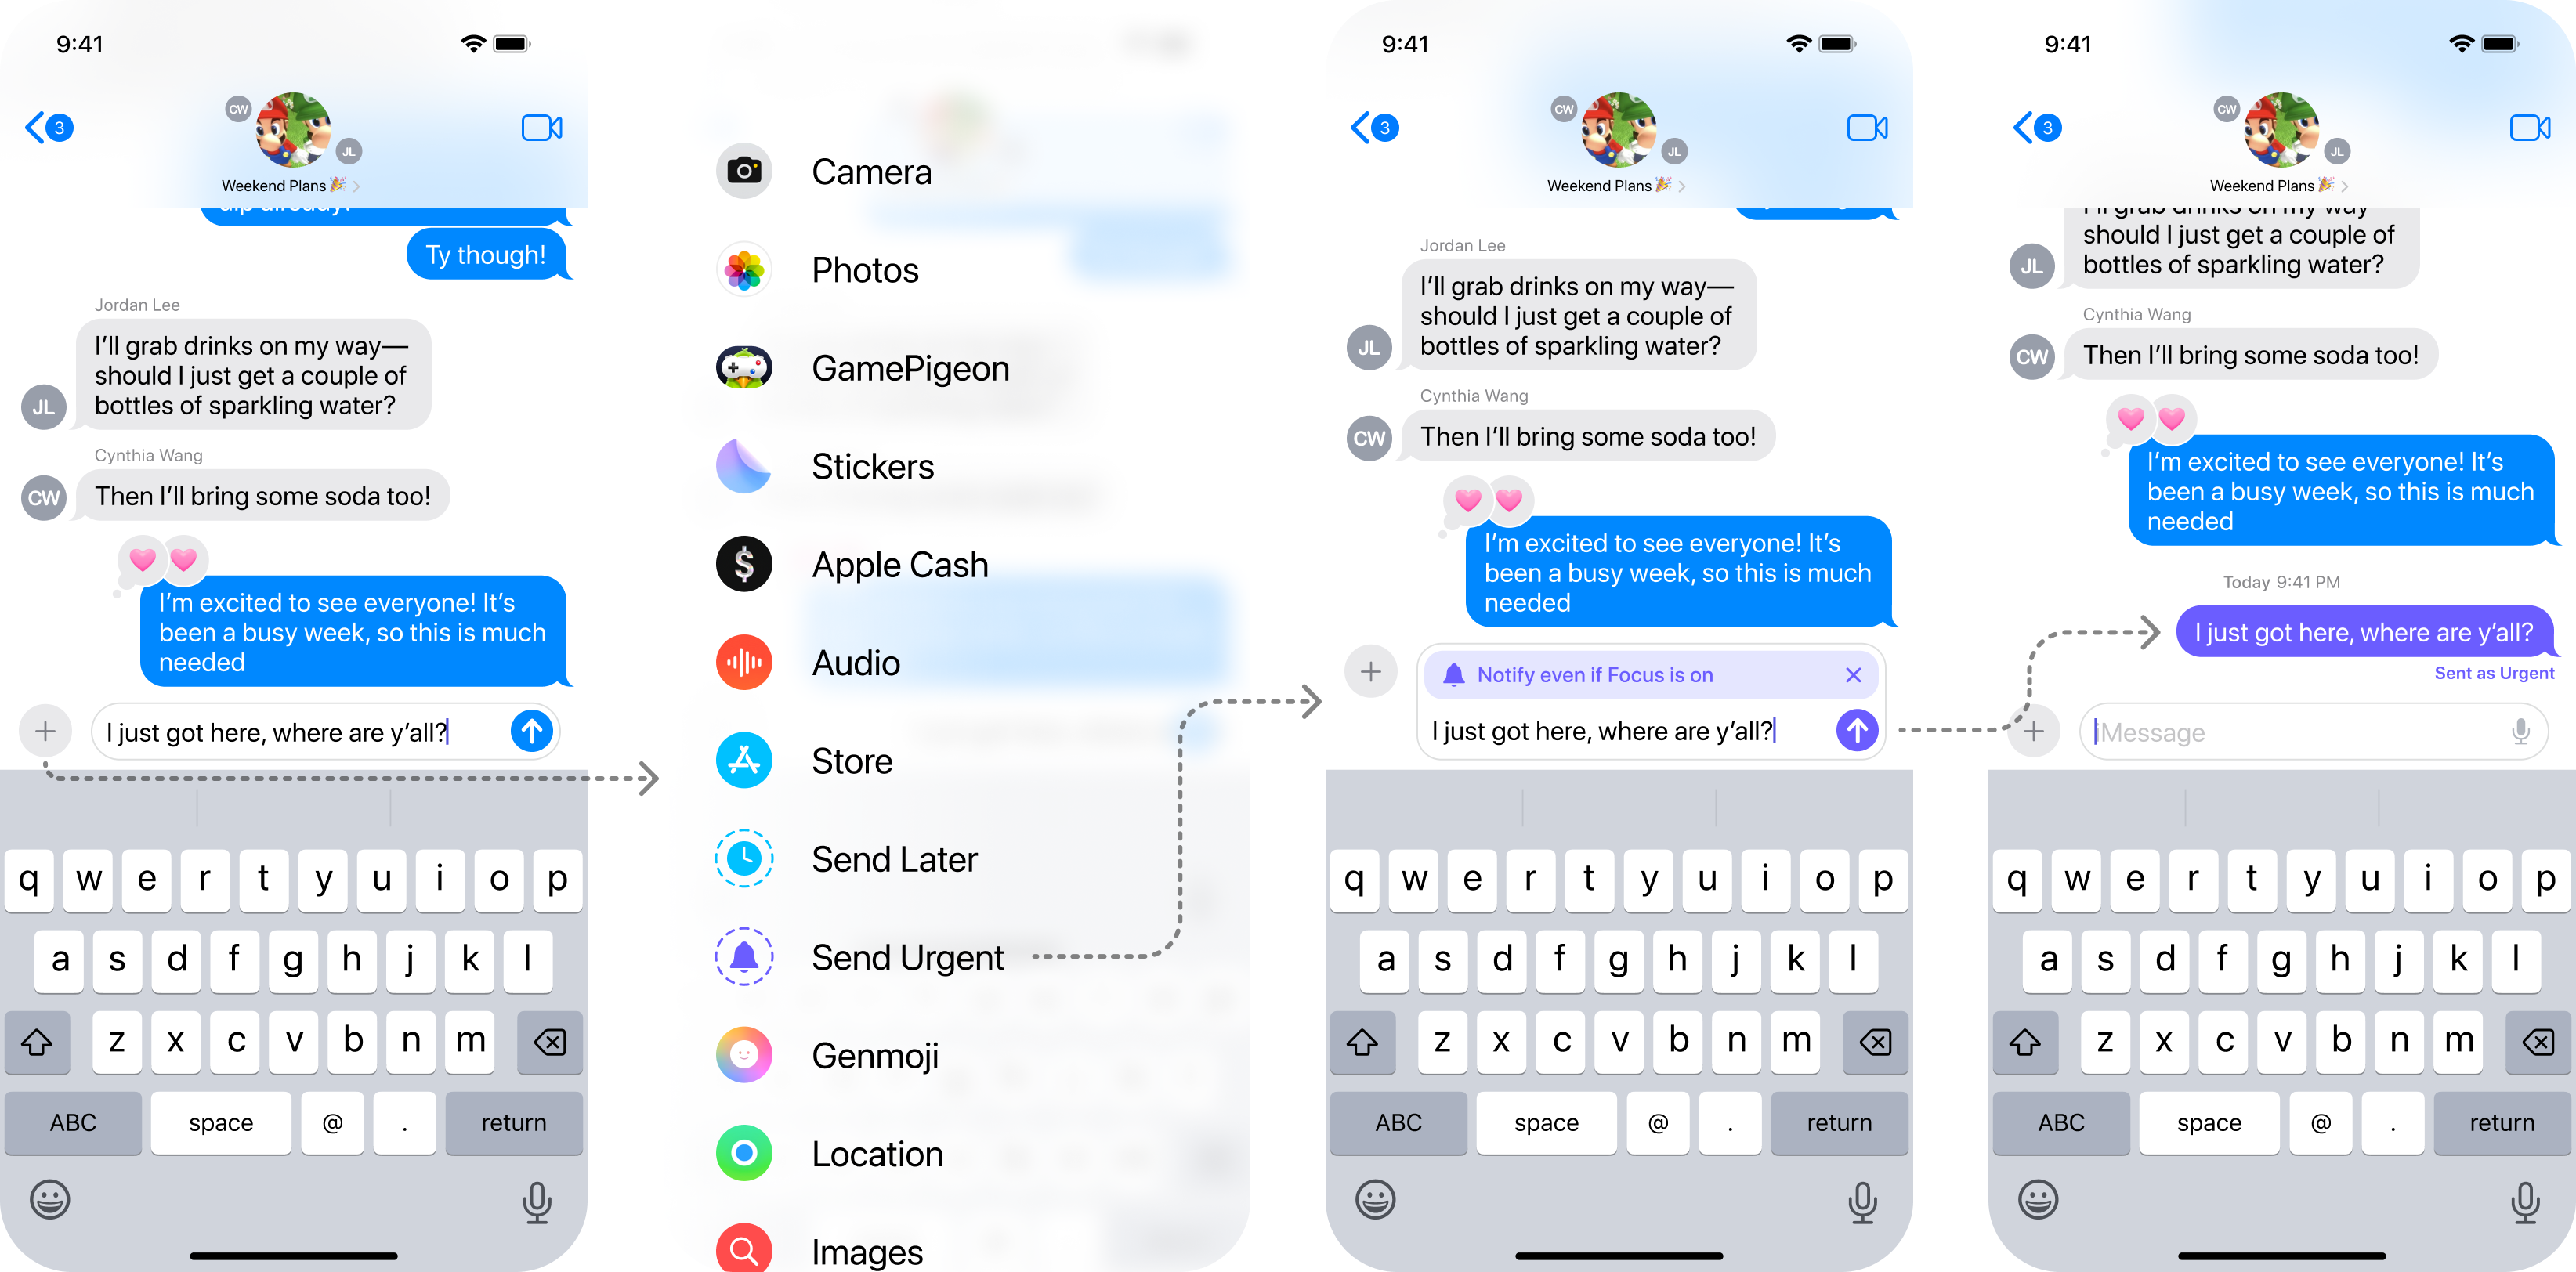 9:41
3
CW
JL
Weekend Plans 🎉
Ty though!
Jordan Lee
I’ll grab drinks on my way—
should I just get a couple of
bottles of sparkling water?
JL
Cynthia Wang
CW
Then I’ll bring some soda too!
I’m excited to see everyone! It’s
been a busy week, so this is much
needed
I just got here, where are y’all?
q w e r t y u i o p
a s d f g h j k l
z x c v b n m
ABC space @ . return
Camera
Photos
GamePigeon
Stickers
Apple Cash
Audio
Store
Send Later
Send Urgent
Genmoji
Location
Images
9:41
3
CW
JL
Weekend Plans 🎉
Jordan Lee
I’ll grab drinks on my way—
should I just get a couple of
bottles of sparkling water?
JL
Cynthia Wang
CW
Then I’ll bring some soda too!
I’m excited to see everyone! It’s
been a busy week, so this is much
needed
Notify even if Focus is on
I just got here, where are y’all?
q w e r t y u i o p
a s d f g h j k l
z x c v b n m
ABC space @ . return
9:41
3
CW
JL
Weekend Plans 🎉
I’ll grab drinks on my way
should I just get a couple of
bottles of sparkling water?
JL
Cynthia Wang
CW
Then I’ll bring some soda too!
I’m excited to see everyone! It’s
been a busy week, so this is much
needed
Today 9:41 PM
I just got here, where are y’all?
Sent as Urgent
iMessage
q w e r t y u i o p
a s d f g h j k l
z x c v b n m
ABC space @ . return